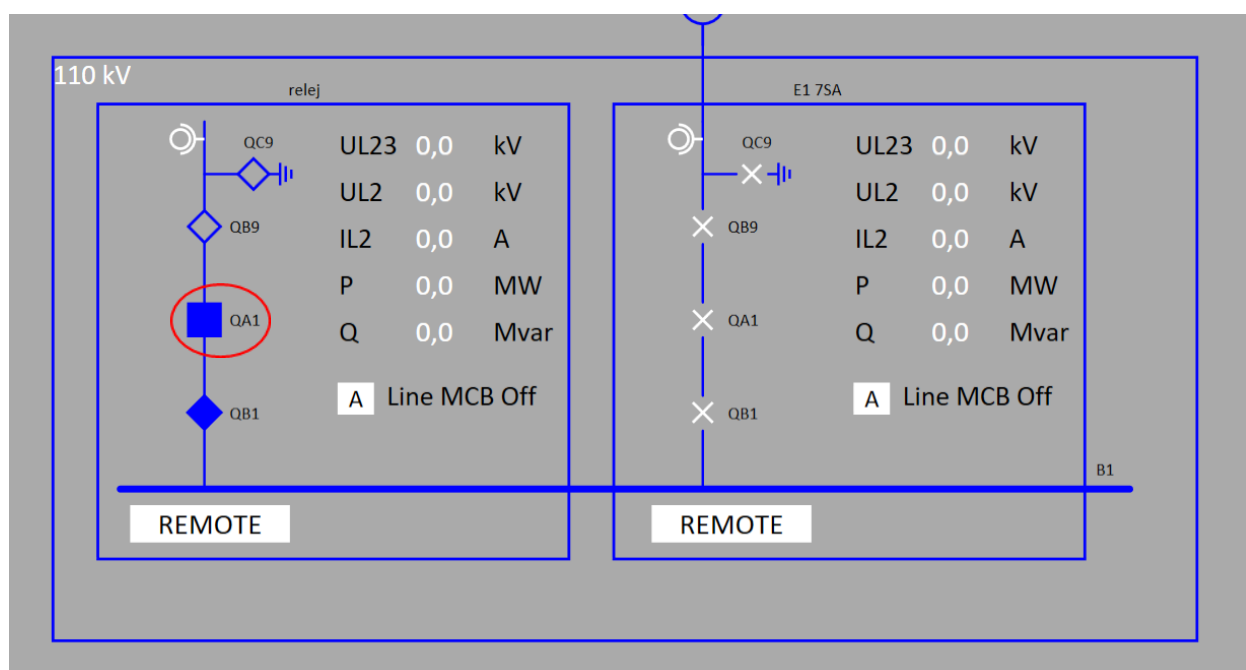 110 kV
relej
QC9
UL23 0,0 kV
UL2 0,0 kV
QB9
IL2 0,0 A
P 0,0 MW
QA1
Q 0,0 Mvar
A Line MCB Off
QB1
REMOTE
E1 7SA
QC9
UL23 0,0 kV
UL2 0,0 kV
QB9
IL2 0,0 A
P 0,0 MW
QA1
Q 0,0 Mvar
A Line MCB Off
QB1
B1
REMOTE